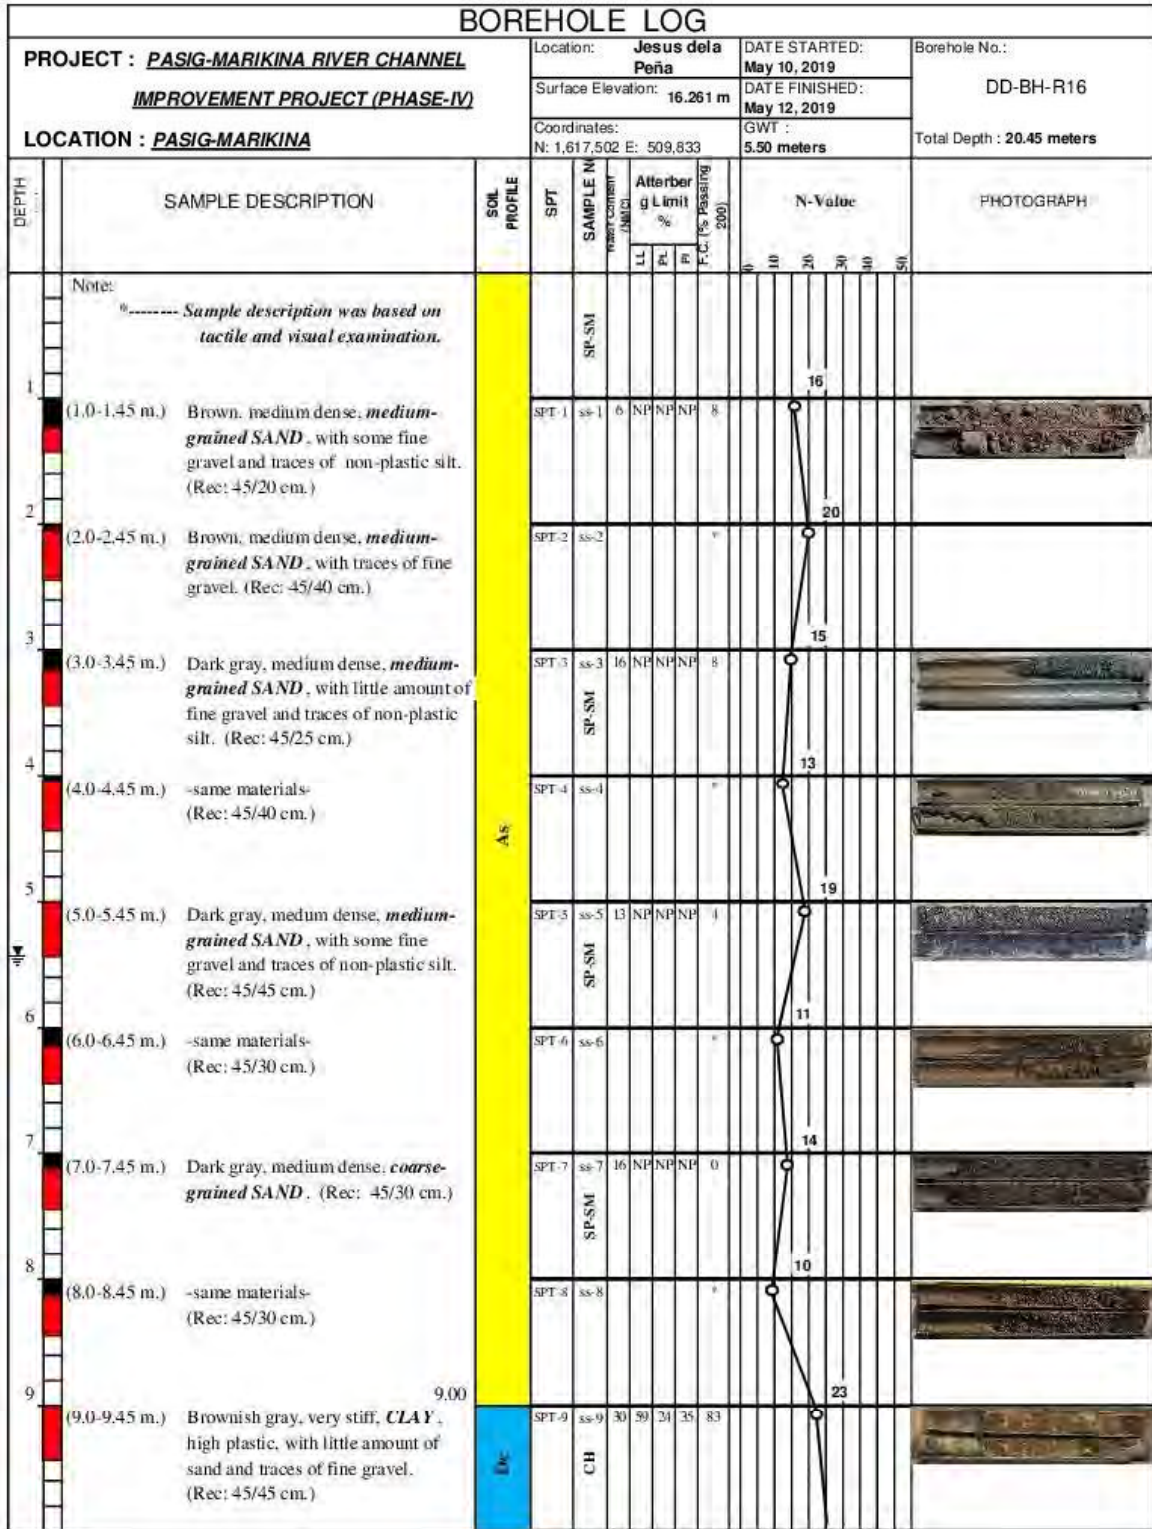 BOREHOLE LOG
PROJECT : PASIG-MARIKINA RIVER CHANNEL
IMPROVEMENT PROJECT (PHASE-IV)
LOCATION : PASIG-MARIKINA
Location: Jesus dela
Peña
Surface Elevation: 16.261 m
Coordinates:
N: 1,617,502 E: 509,833
DATE STARTED:
May 10, 2019
DATE FINISHED:
May 12, 2019
GWT :
5.50 meters
Borehole No.:
DD-BH-R16
Total Depth : 20.45 meters
DEPTH
SAMPLE DESCRIPTION
SOIL
PROFILE
SPT
SAMPLE NO
Atterber
g Limit
%
LL PL PI
F.C. (% Passing
200)
N-Value
0 10 20 30 40 50
PHOTOGRAPH
Note:
*-------- Sample description was based on
tactile and visual examination.
SP-SM
1
16
(1.0-1.45 m.) Brown, medium dense, medium-
grained SAND , with some fine
gravel and traces of non-plastic silt.
(Rec: 45/20 cm.)
SPT-1 ss-1 6 NP NP NP 8
2
20
(2.0-2.45 m.) Brown, medium dense, medium-
grained SAND , with traces of fine
gravel. (Rec: 45/40 cm.)
SPT-2 ss-2 *
3
15
(3.0-3.45 m.) Dark gray, medium dense, medium-
grained SAND , with little amount of
fine gravel and traces of non-plastic
silt. (Rec: 45/25 cm.)
SPT-3 ss-3 16 NP NP NP 8
SP-SM
4
13
(4.0-4.45 m.) -same materials-
(Rec: 45/40 cm.)
SPT-4 ss-4 *
As
5
19
(5.0-5.45 m.) Dark gray, medum dense, medium-
grained SAND , with some fine
gravel and traces of non-plastic silt.
(Rec: 45/45 cm.)
SPT-5 ss-5 13 NP NP NP 4
SP-SM
6
11
(6.0-6.45 m.) -same materials-
(Rec: 45/30 cm.)
SPT-6 ss-6 *
7
14
(7.0-7.45 m.) Dark gray, medium dense, coarse-
grained SAND . (Rec: 45/30 cm.)
SPT-7 ss-7 16 NP NP NP 0
SP-SM
8
10
(8.0-8.45 m.) -same materials-
(Rec: 45/30 cm.)
SPT-8 ss-8 *
9
9.00
23
(9.0-9.45 m.) Brownish gray, very stiff, CLAY ,
high plastic, with little amount of
sand and traces of fine gravel.
(Rec: 45/45 cm.)
Dc
SPT-9 ss-9 30 59 24 35 83
CH